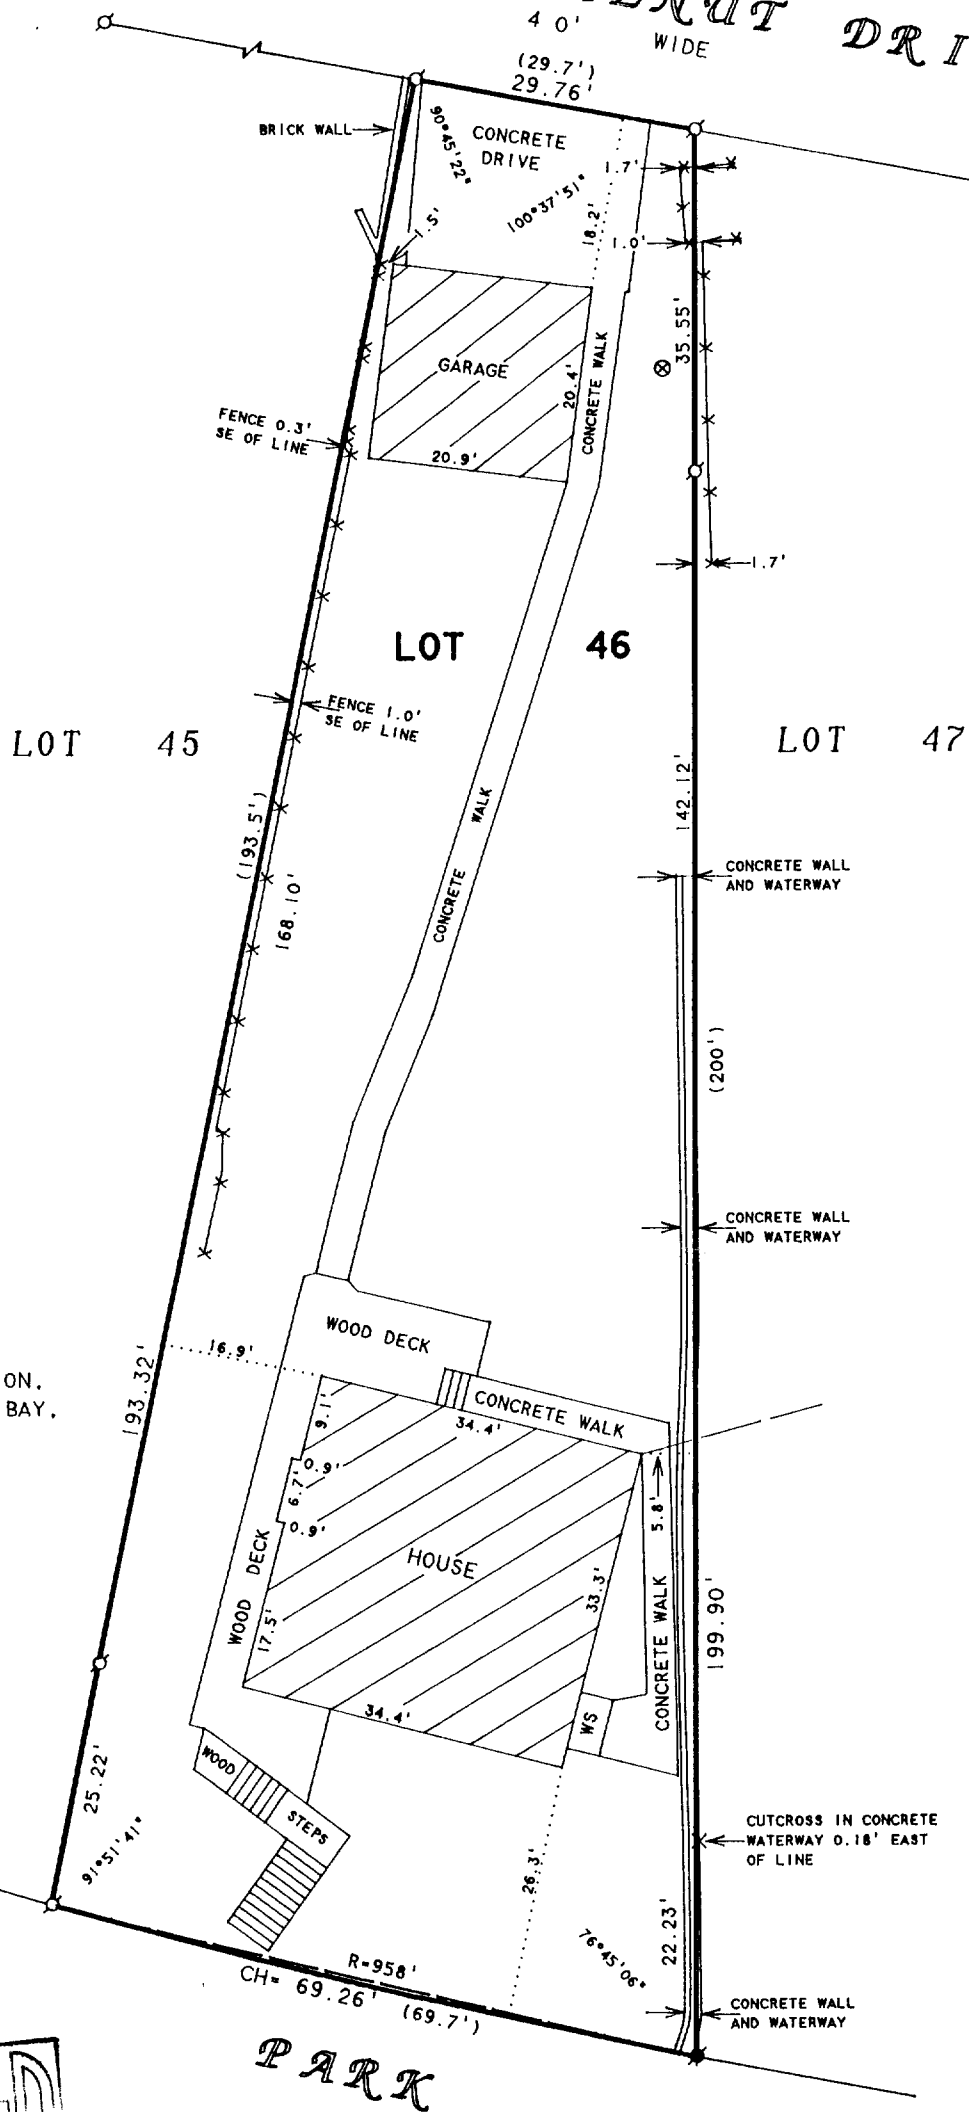 DRI
4 0'
WIDE
(29.7')
29.76'
BRICK WALL
90°45'22"
CONCRETE
DRIVE
100°37'51"
1.7'
1.5'
18.2'
1.0'
GARAGE
20.4'
CONCRETE WALK
35.55'
FENCE 0.3'
SE OF LINE
20.9'
1.7'
LOT 46
FENCE 1.0'
SE OF LINE
LOT 45
LOT 47
(193.5')
168.10'
CONCRETE WALK
142.12'
CONCRETE WALL
AND WATERWAY
(200')
CONCRETE WALL
AND WATERWAY
WOOD DECK
16.9'
193.32'
ON.
BAY.
CONCRETE WALK
34.4'
9.1'
0.9'
6.7'
0.9'
5.8'
HOUSE
WOOD DECK
17.5'
33.3'
CONCRETE WALK
199.90'
34.4'
WS
WOOD
STEPS
25.22'
91°51'41"
CUTCROSS IN CONCRETE
WATERWAY 0.18' EAST
OF LINE
26.3'
76°45'06"
22.23'
R=958'
CH= 69.26' (69.7')
CONCRETE WALL
AND WATERWAY
PARK